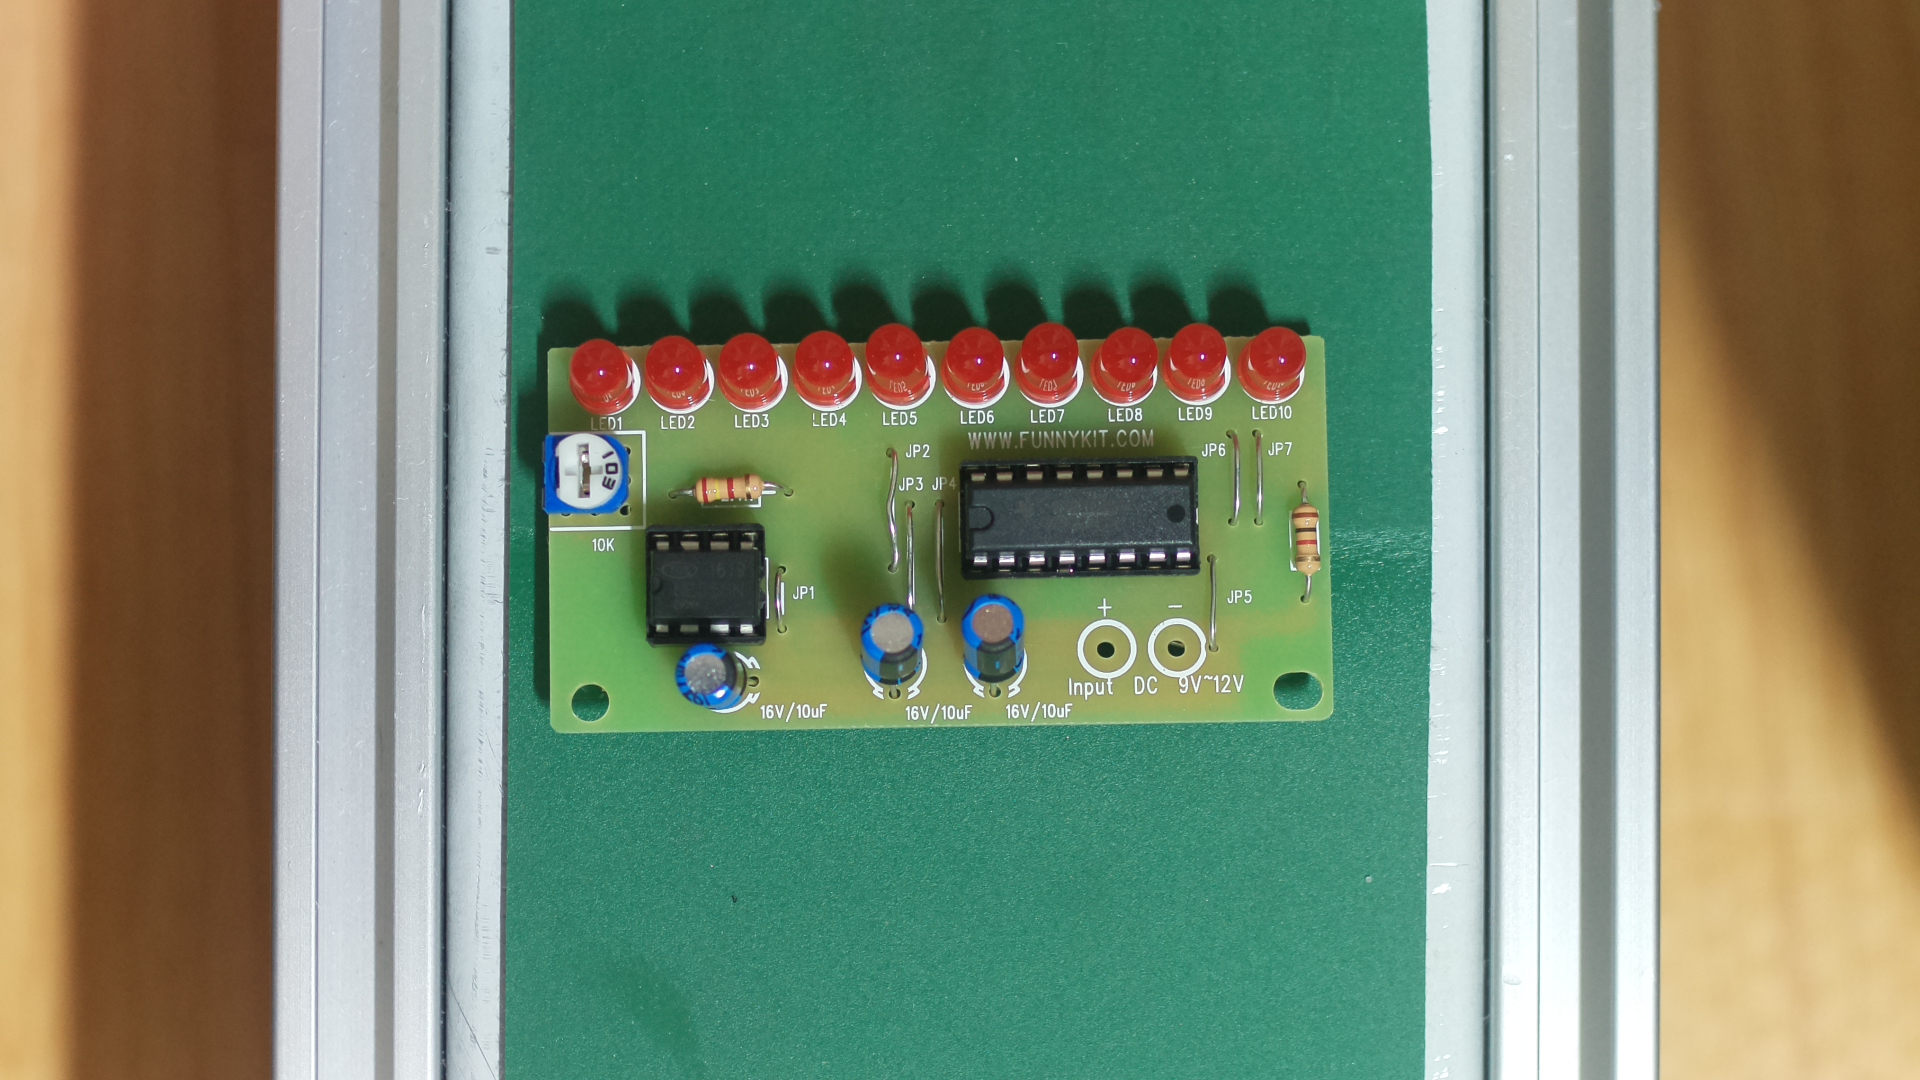 LED1 LED2 LED3 LED4 LED5 LED6 LED7 LED8 LED9 LED10
WWW.FUNNYKIT.COM
JP2
JP6 JP7
103
JP3 JP4
10K
JP1
JP5
+ -
Input DC 9V~12V
16V/10uF 16V/10uF 16V/10uF